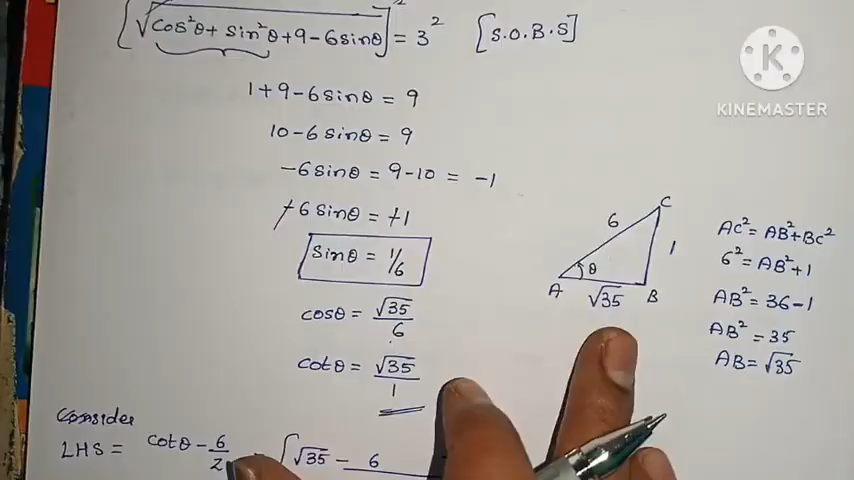 [√cos²θ + sin²θ + 9 - 6sinθ]² = 3² [S.O.B.S]
1 + 9 - 6sinθ = 9
10 - 6sinθ = 9
-6sinθ = 9 - 10 = -1
-6sinθ = -1
sinθ = 1/6
cosθ = √35/6
cotθ = √35/1
K
KINEMASTER
C
6
1
θ
A
√35
B
AC² = AB² + BC²
6² = AB² + 1
AB² = 36 - 1
AB² = 35
AB = √35
Consider
LHS = cotθ - 6/2 √35 - 6